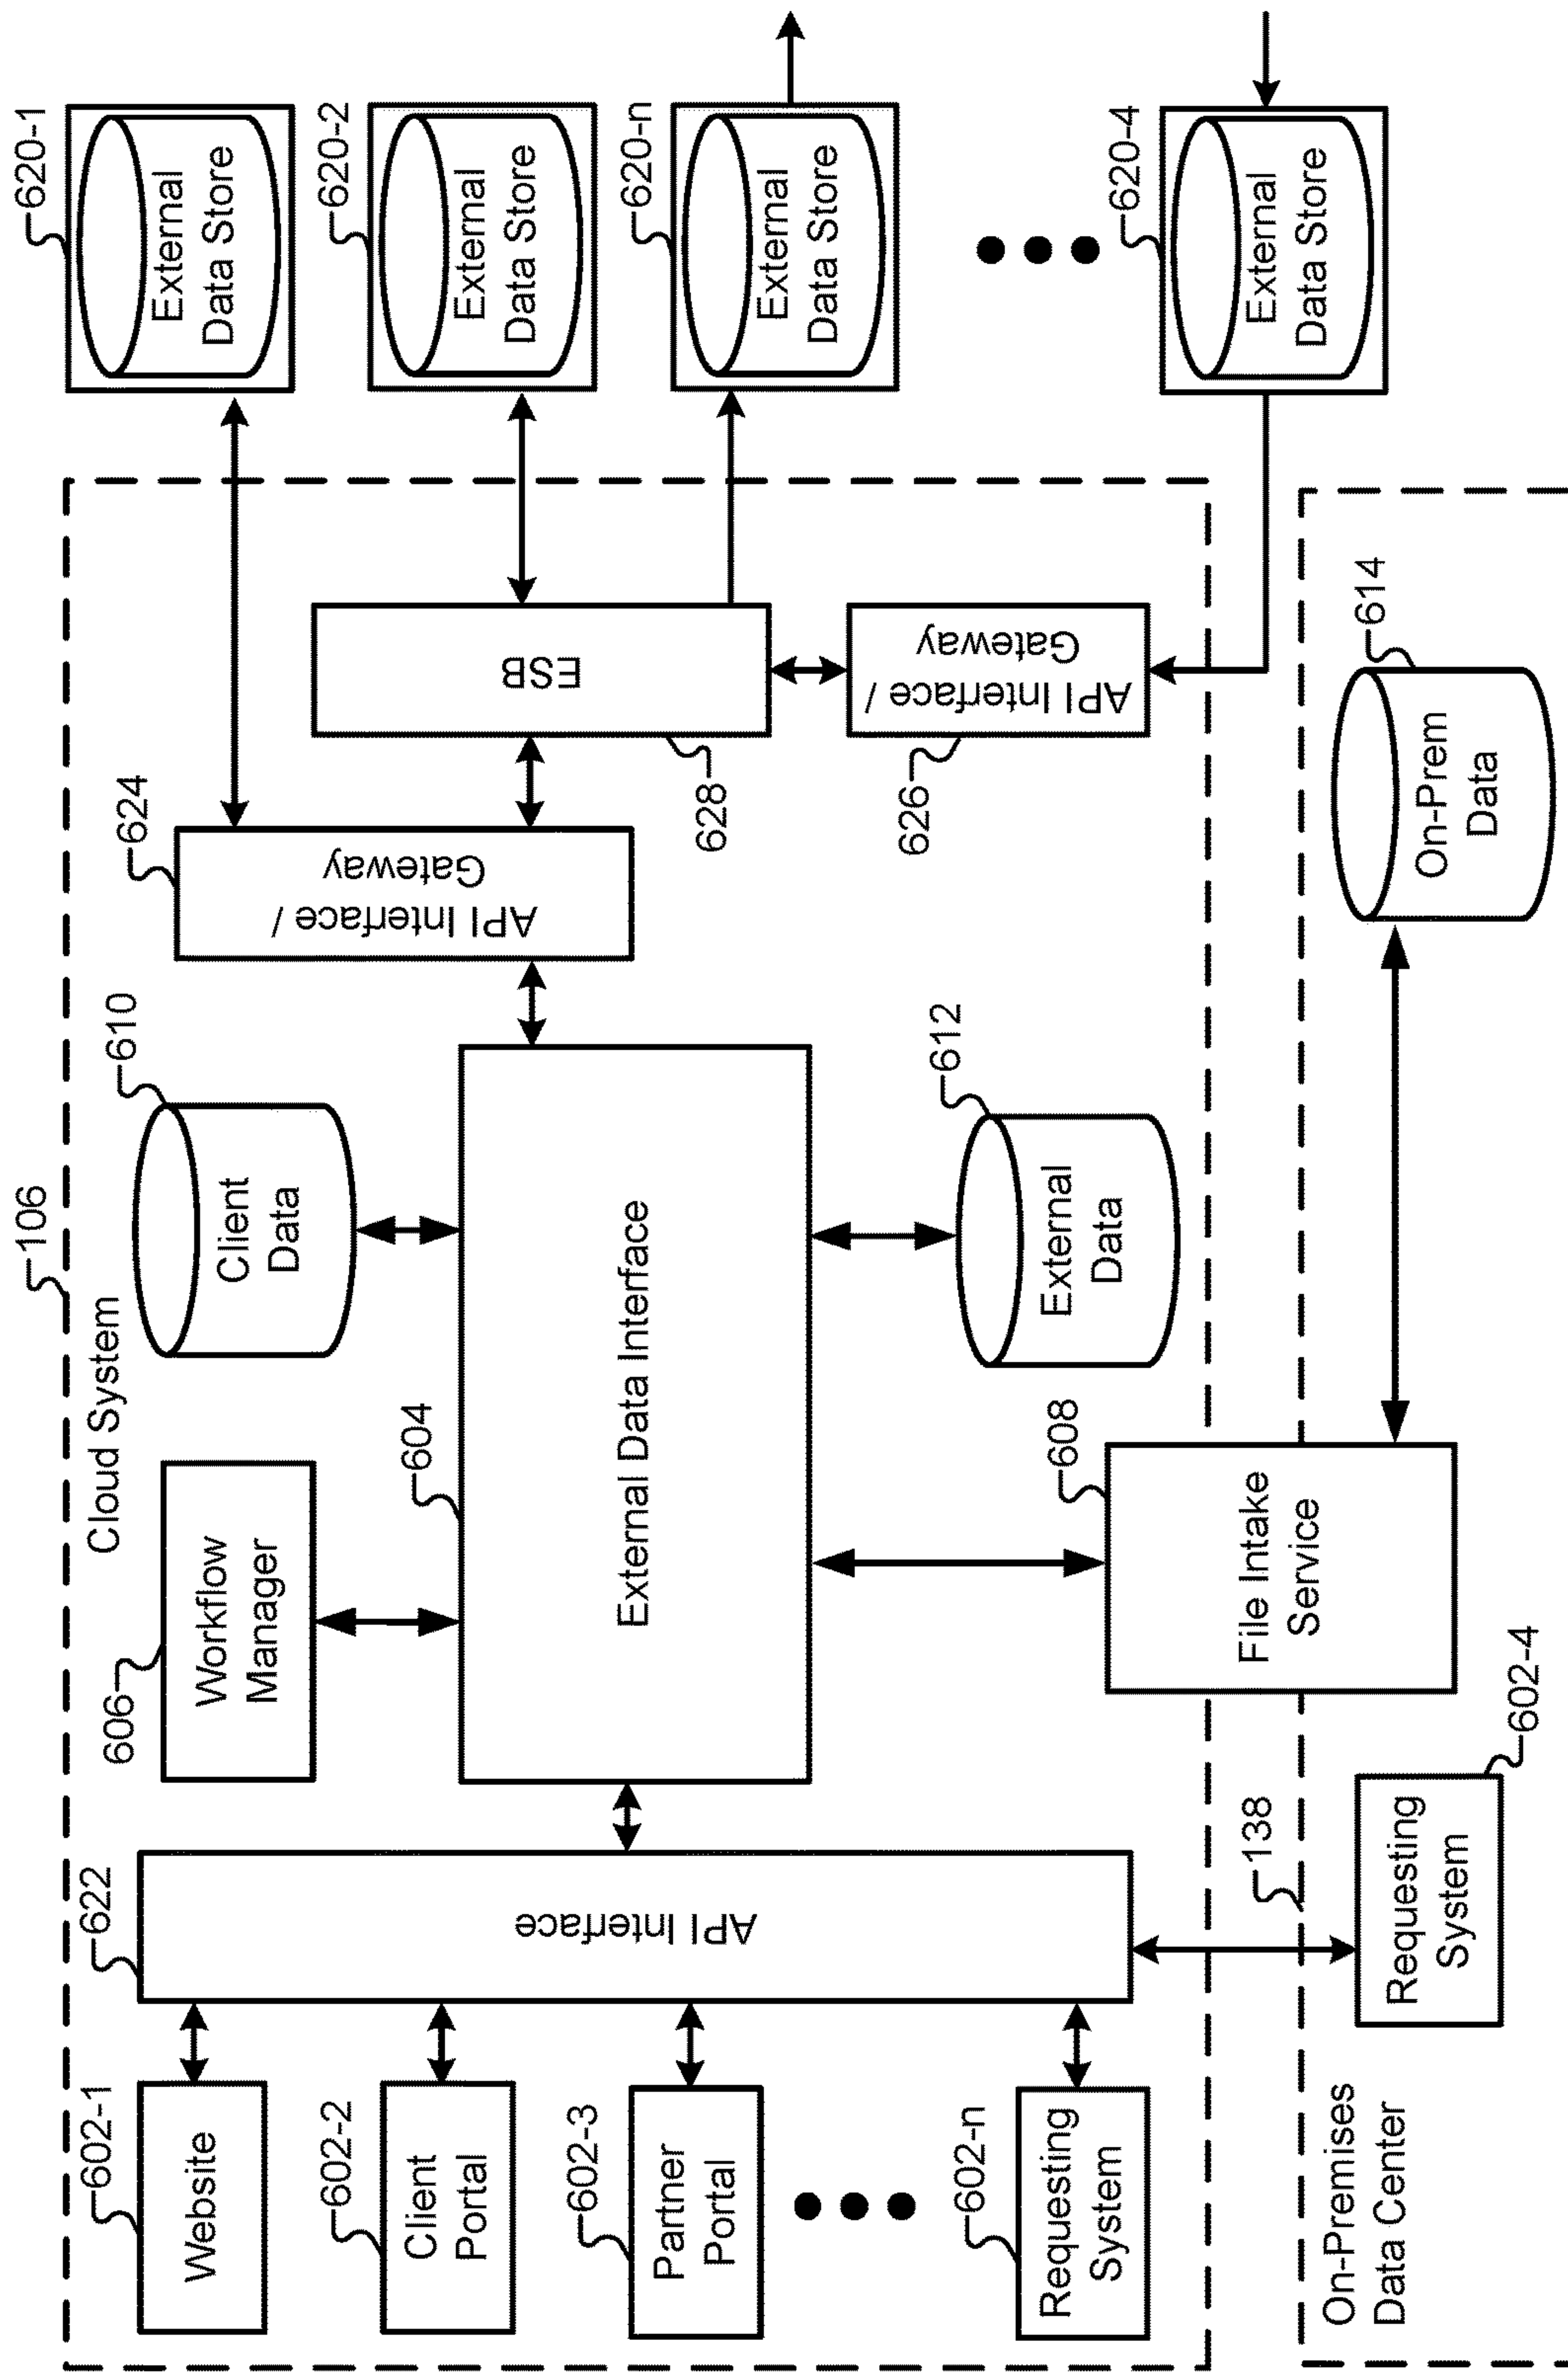 106
Cloud System
602-1
Website
602-2
Client
Portal
602-3
Partner
Portal
602-n
Requesting
System
622
API Interface
606
Workflow
Manager
604
External Data Interface
610
Client
Data
612
External
Data
608
File Intake
Service
624
API Interface /
Gateway
628
ESB
626
API Interface /
Gateway
620-1
External
Data Store
620-2
External
Data Store
620-n
External
Data Store
620-4
External
Data Store
138
On-Premises
Data Center
602-4
Requesting
System
614
On-Prem
Data